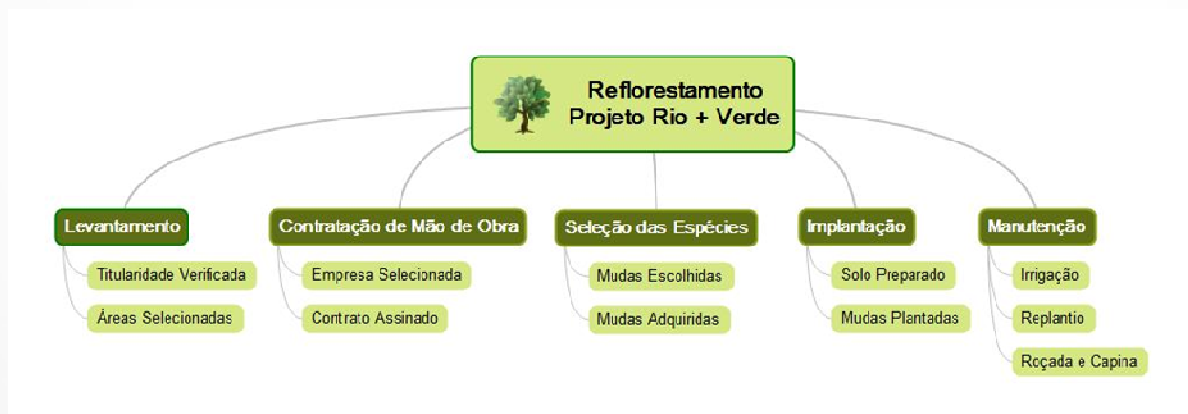 Reflorestamento
Projeto Rio + Verde
Levantamento
Titularidade Verificada
Áreas Selecionadas
Contratação de Mão de Obra
Empresa Selecionada
Contrato Assinado
Seleção das Espécies
Mudas Escolhidas
Mudas Adquiridas
Implantação
Solo Preparado
Mudas Plantadas
Manutenção
Irrigação
Replantio
Roçada e Capina